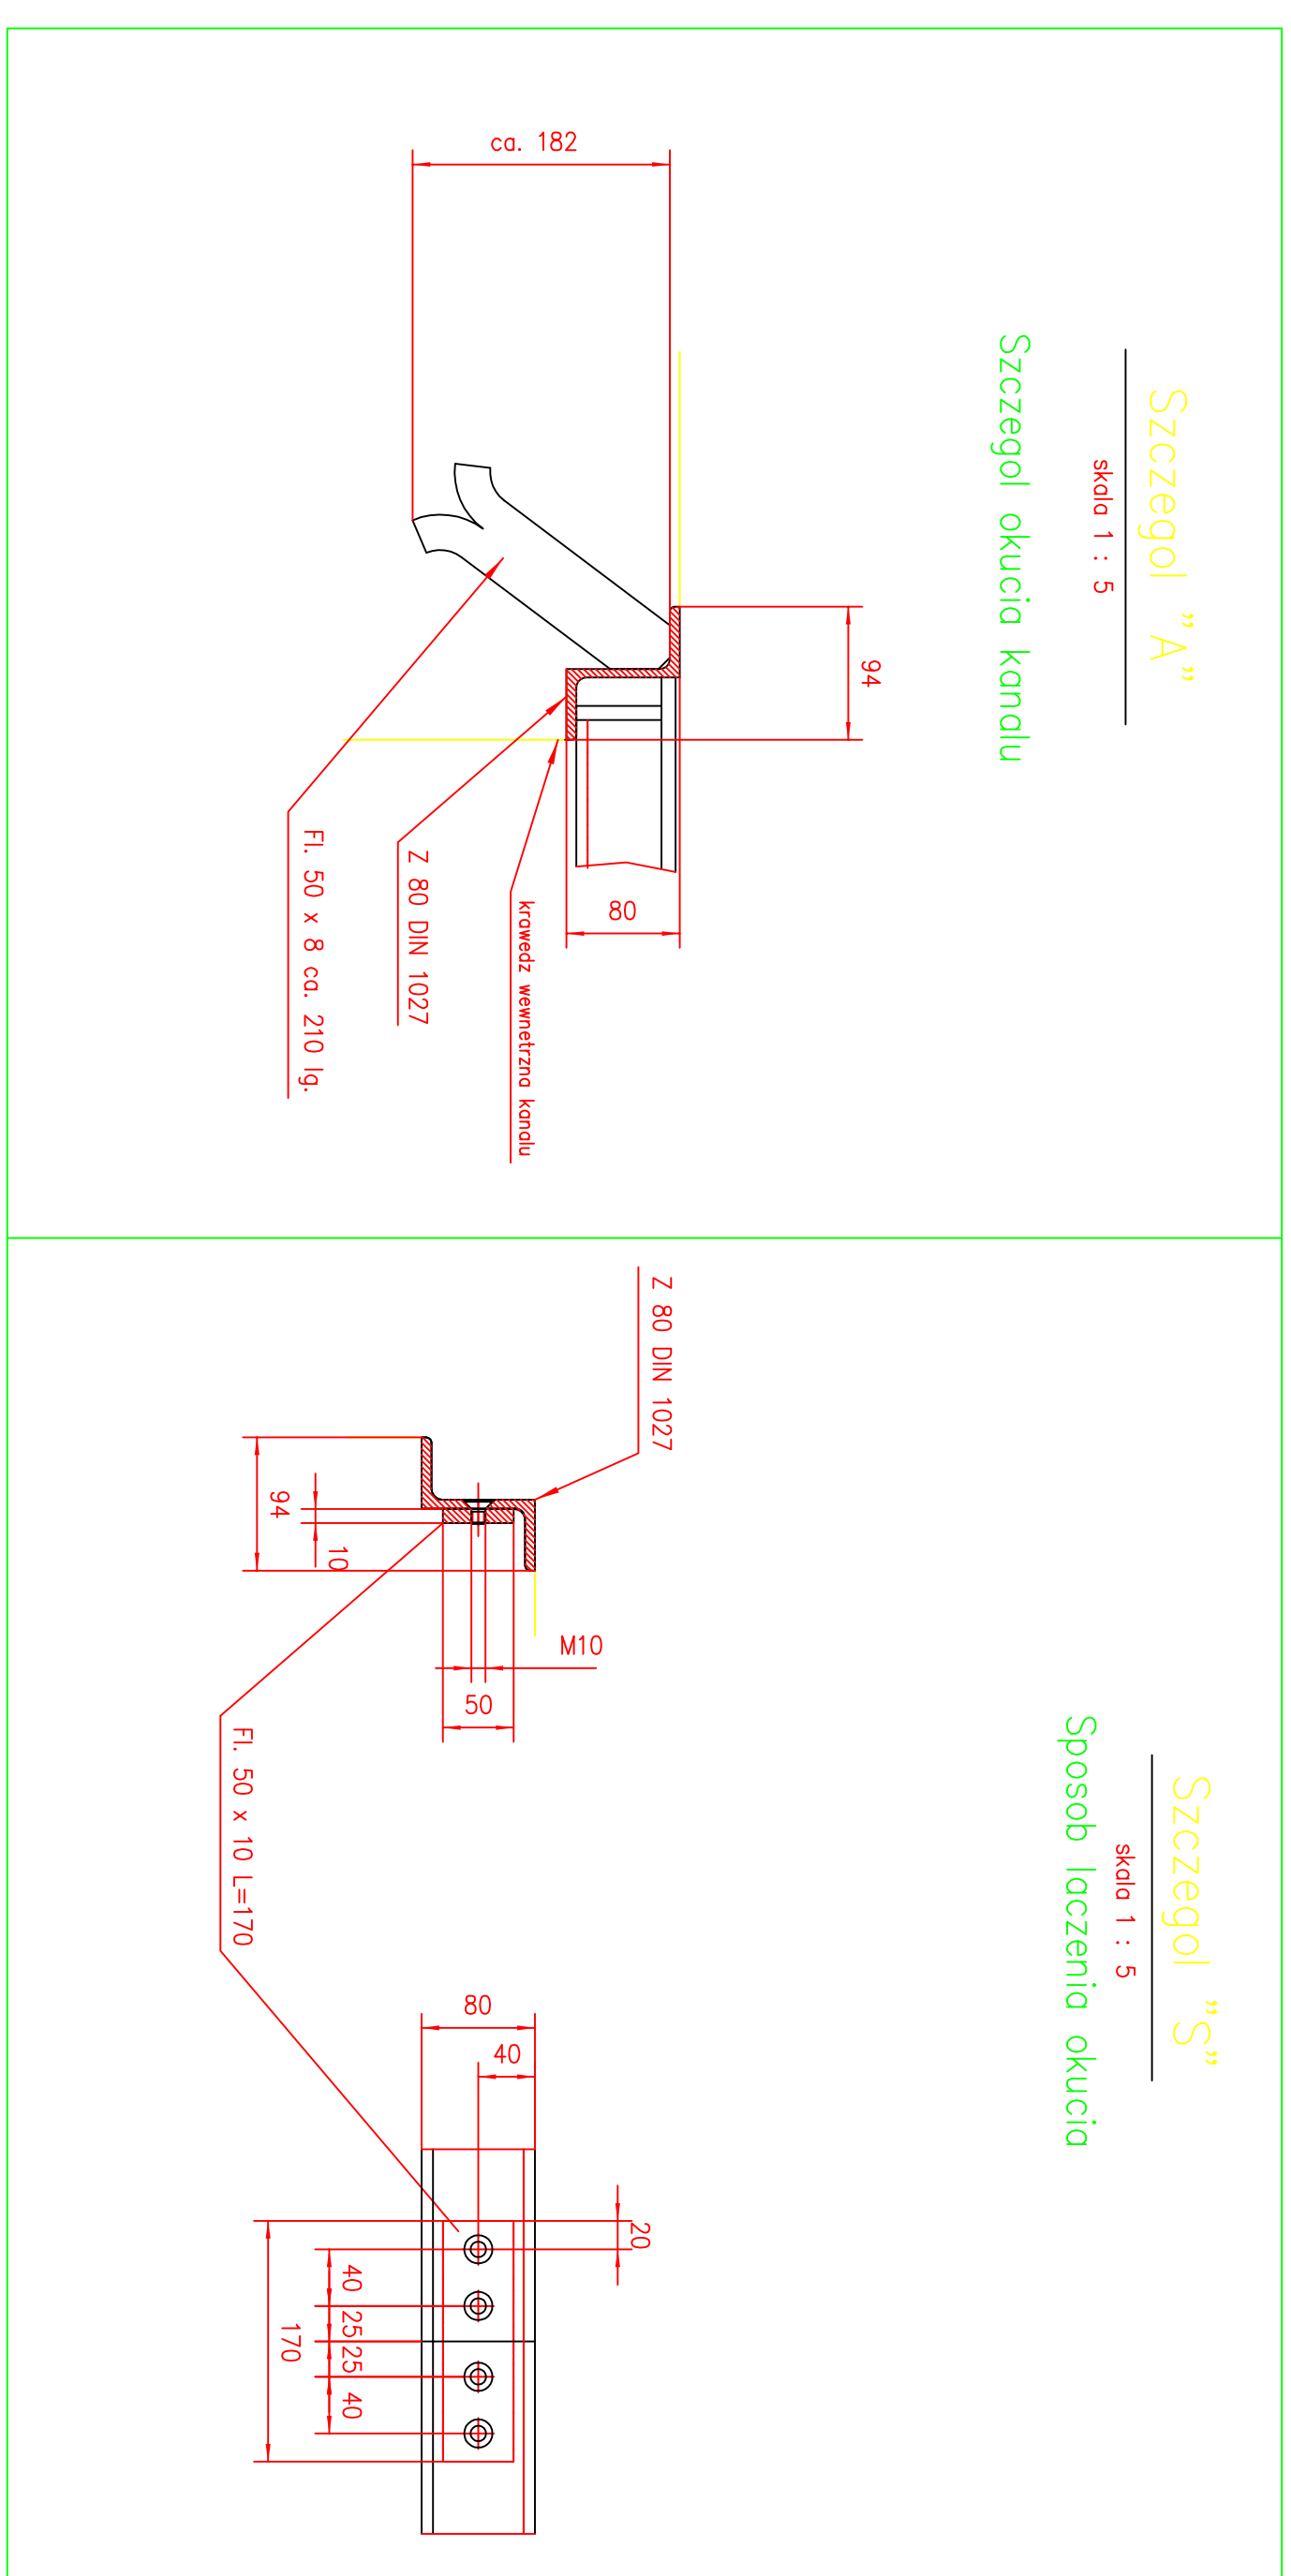 Szczegol "A"
skala 1 : 5
Szczegol okucia kanalu
ca. 182
94
80
krawedz wewnetrzna kanalu
Z 80 DIN 1027
Fl. 50 x 8 ca. 210 lg.
Szczegol "S"
skala 1 : 5
Sposob laczenia okucia
Z 80 DIN 1027
94
10
M10
50
Fl. 50 x 10 L=170
80
40
20
40
25
25
40
170